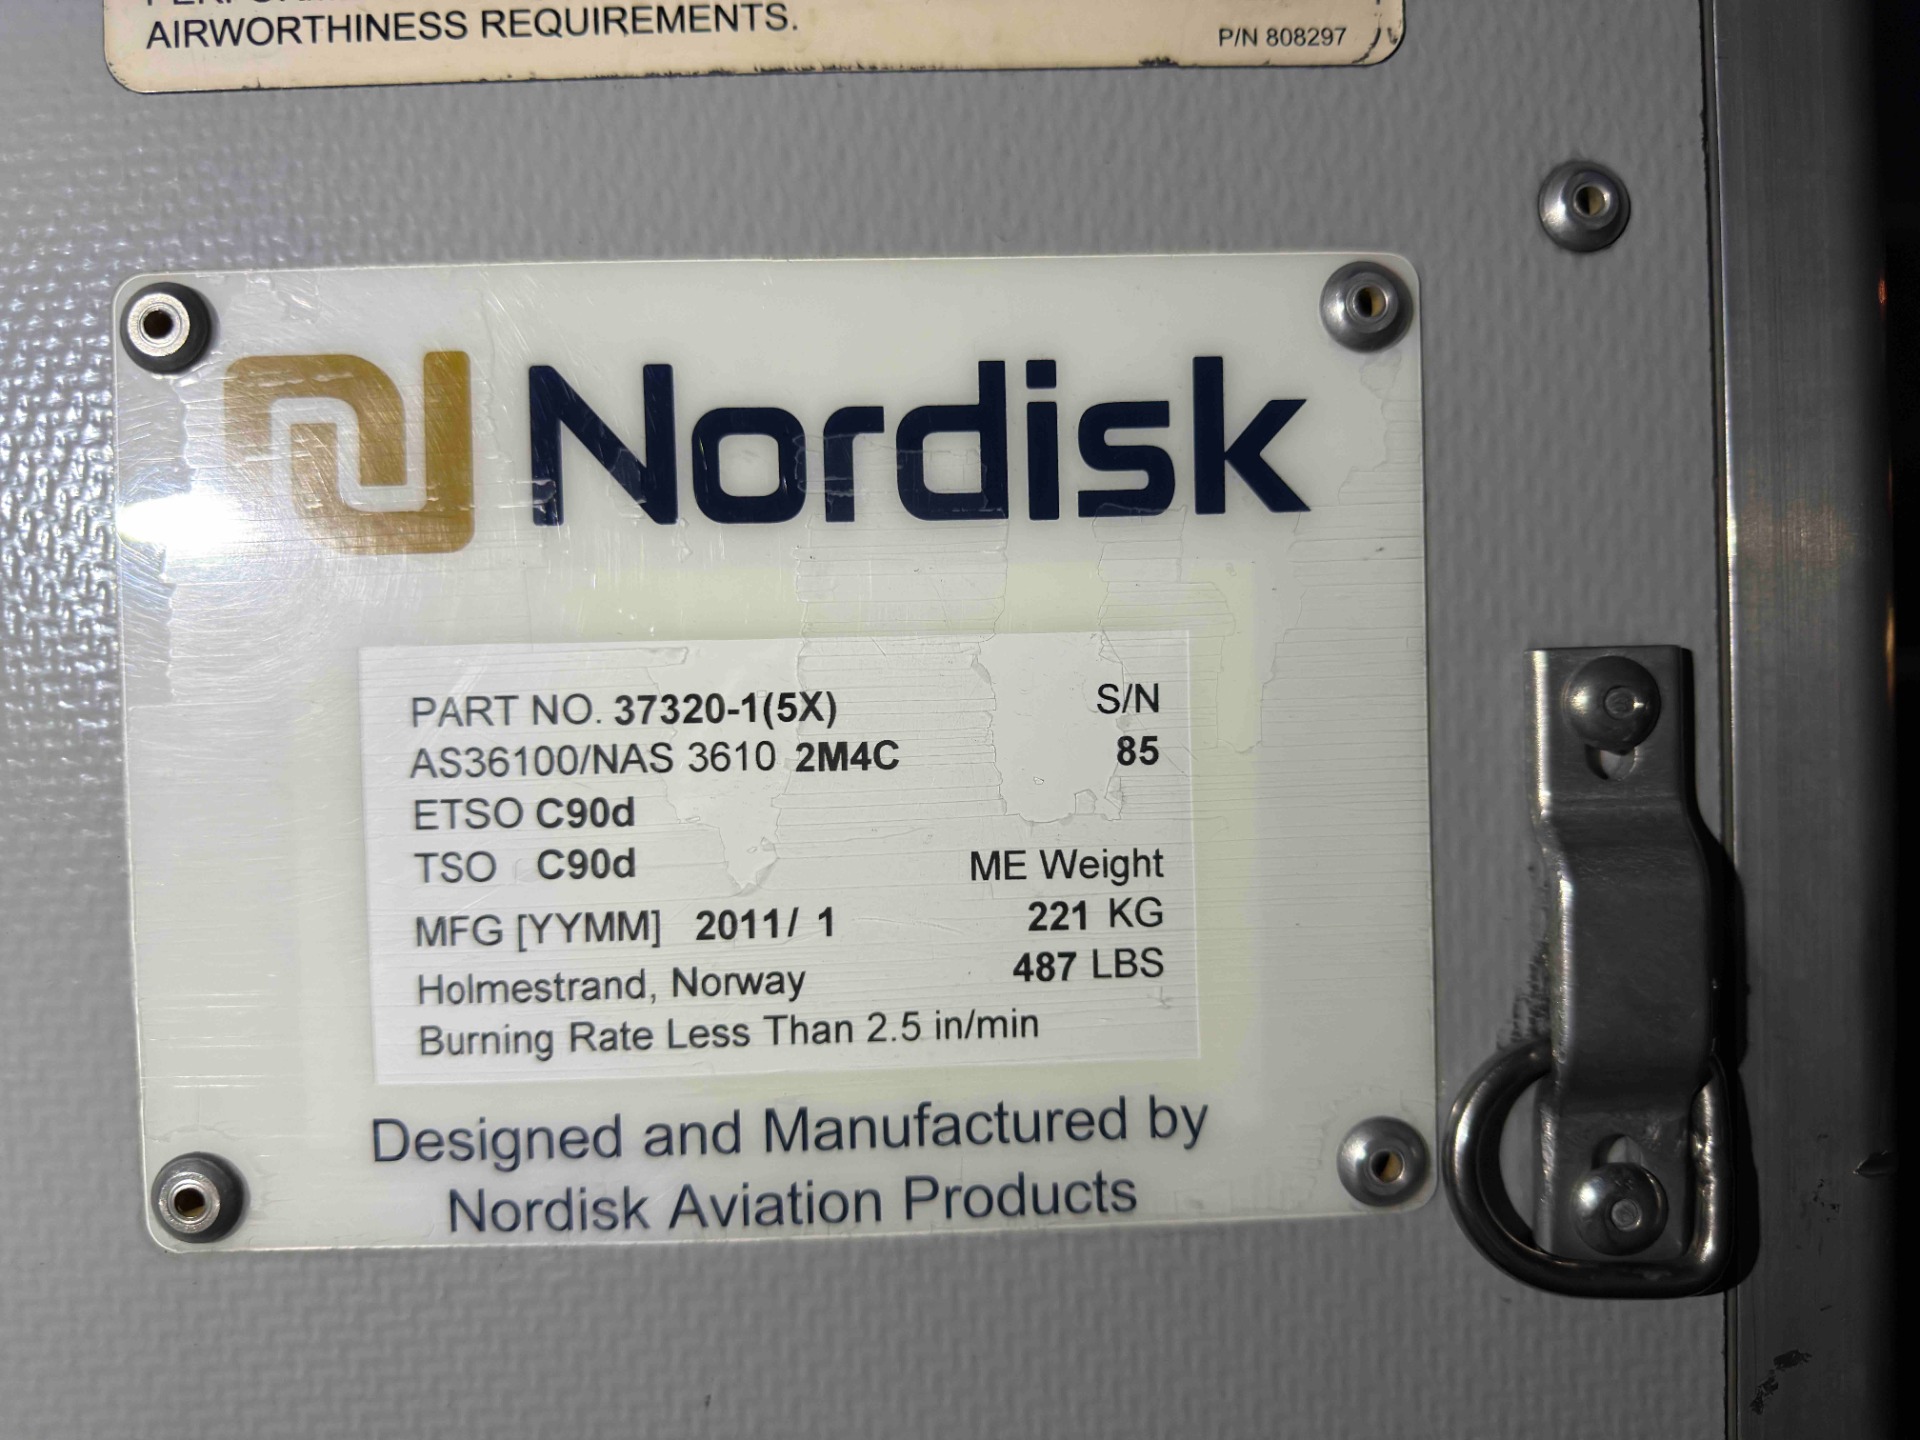 AIRWORTHINESS REQUIREMENTS.
P/N 808297
Nordisk
PART NO. 37320-1(5X) S/N
AS36100/NAS 3610 2M4C 85
ETSO C90d
TSO C90d ME Weight
MFG [YYMM] 2011/ 1 221 KG
Holmestrand, Norway 487 LBS
Burning Rate Less Than 2.5 in/min
Designed and Manufactured by
Nordisk Aviation Products